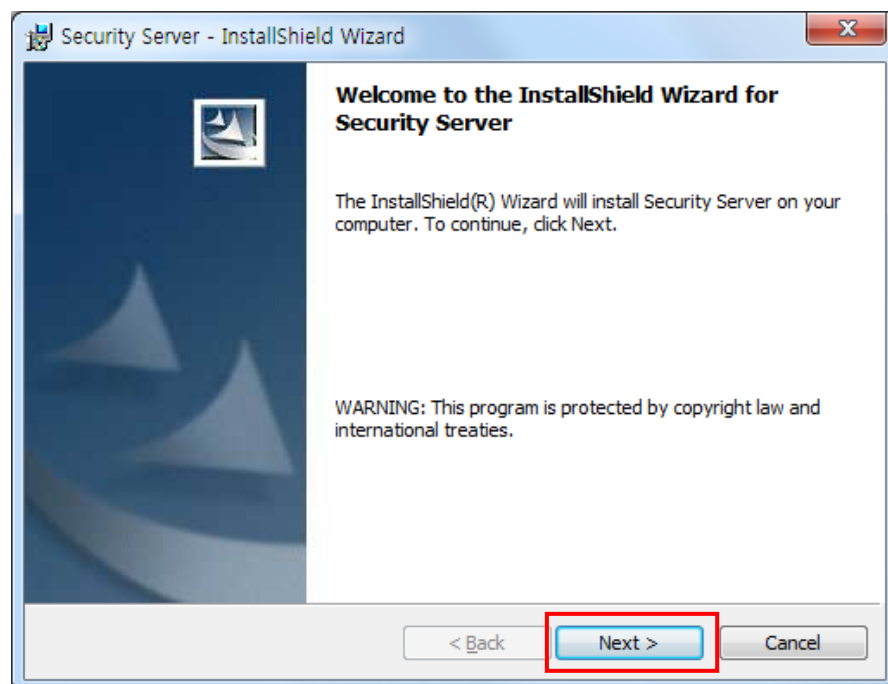 Security Server - InstallShield Wizard
Welcome to the InstallShield Wizard for
Security Server
The InstallShield(R) Wizard will install Security Server on your
computer. To continue, click Next.
WARNING: This program is protected by copyright law and
international treaties.
< Back
Next >
Cancel